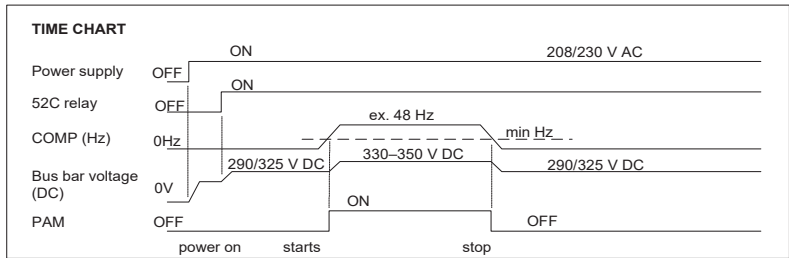 TIME CHART
ON 208/230 V AC
Power supply OFF
ON
52C relay OFF
ex. 48 Hz
COMP (Hz) 0Hz min Hz
290/325 V DC 330–350 V DC 290/325 V DC
Bus bar voltage
(DC) 0V
ON
PAM OFF OFF
power on starts stop